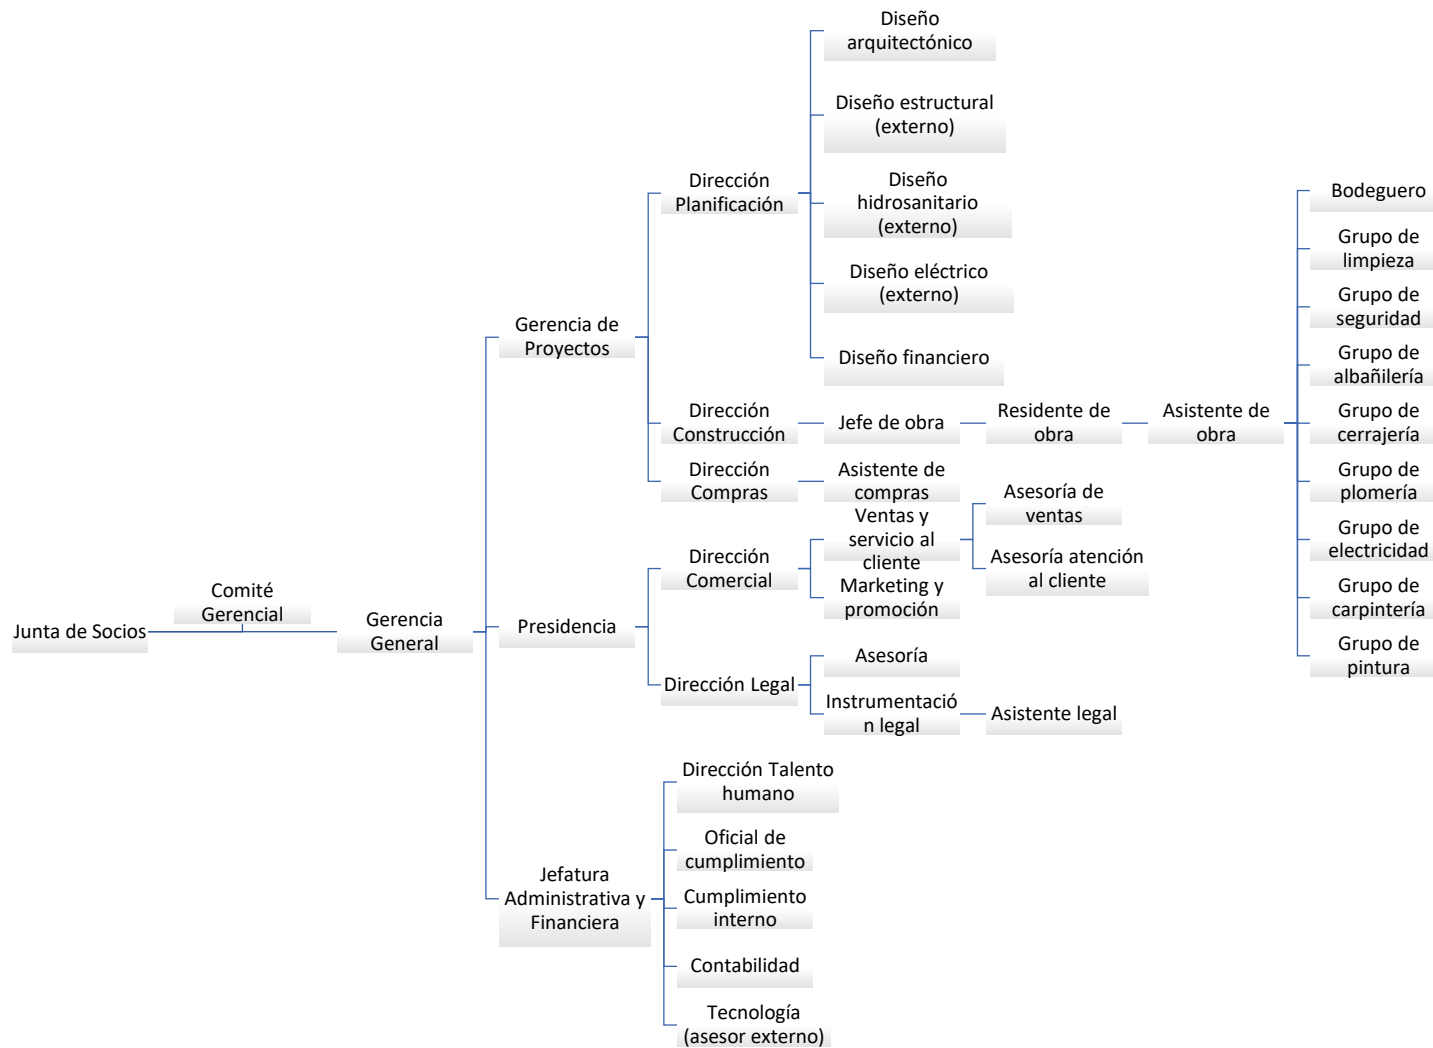 Junta de Socios
Comité
Gerencial
Gerencia
General
Gerencia de
Proyectos
Dirección
Planificación
Diseño
arquitectónico
Diseño estructural
(externo)
Diseño
hidrosanitario
(externo)
Diseño eléctrico
(externo)
Diseño financiero
Dirección
Construcción
Jefe de obra
Residente de
obra
Asistente de
obra
Bodeguero
Grupo de
limpieza
Grupo de
seguridad
Grupo de
albañilería
Grupo de
cerrajería
Grupo de
plomería
Grupo de
electricidad
Grupo de
carpintería
Grupo de
pintura
Dirección
Compras
Asistente de
compras
Presidencia
Dirección
Comercial
Ventas y
servicio al
cliente
Asesoría de
ventas
Asesoría atención
al cliente
Marketing y
promoción
Dirección Legal
Asesoría
Instrumentació
n legal
Asistente legal
Jefatura
Administrativa y
Financiera
Dirección Talento
humano
Oficial de
cumplimiento
Cumplimiento
interno
Contabilidad
Tecnología
(asesor externo)